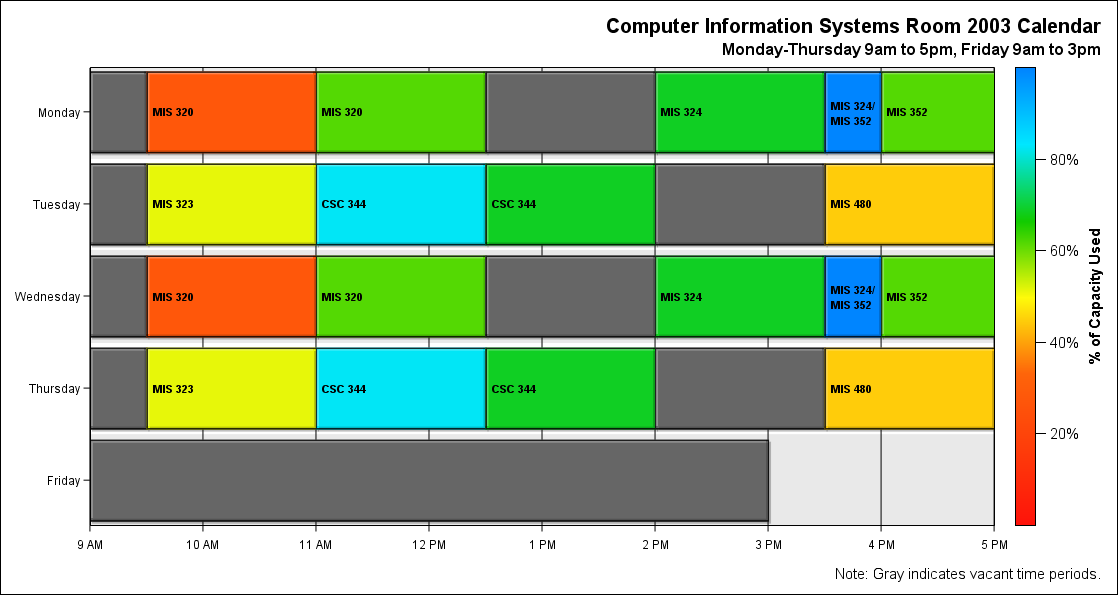 Computer Information Systems Room 2003 Calendar
Monday-Thursday 9am to 5pm, Friday 9am to 3pm
Monday
MIS 320
MIS 320
MIS 324
MIS 324/
MIS 352
MIS 352
Tuesday
MIS 323
CSC 344
CSC 344
MIS 480
Wednesday
MIS 320
MIS 320
MIS 324
MIS 324/
MIS 352
MIS 352
Thursday
MIS 323
CSC 344
CSC 344
MIS 480
Friday
9 AM
10 AM
11 AM
12 PM
1 PM
2 PM
3 PM
4 PM
5 PM
80%
60%
40%
20%
% of Capacity Used
Note: Gray indicates vacant time periods.